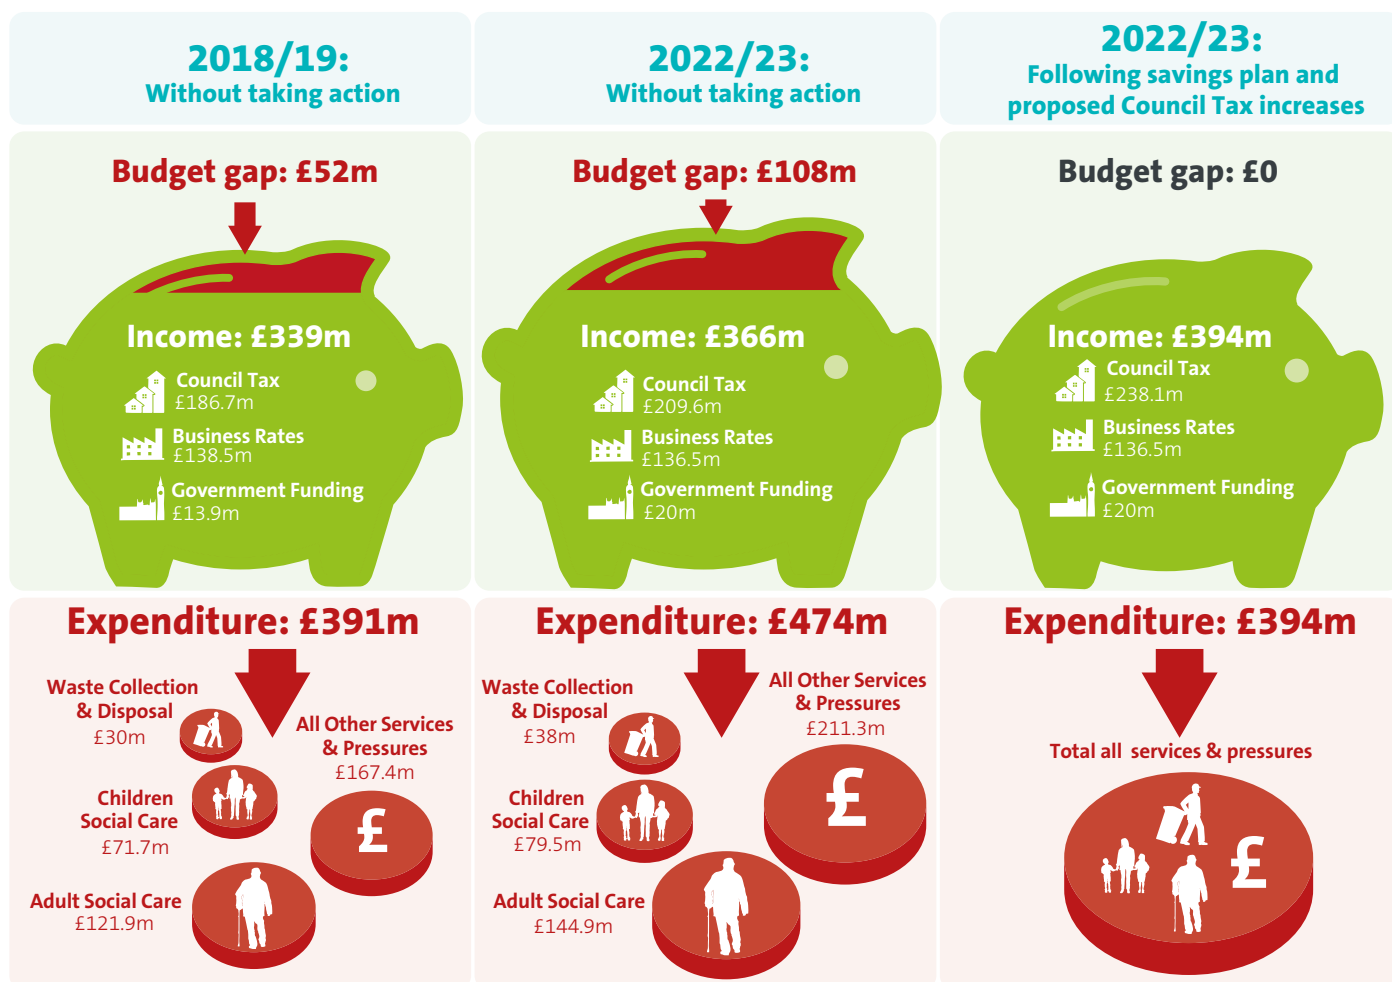 2018/19:
Without taking action
Budget gap: £52m
Income: £339m
Council Tax
£186.7m
Business Rates
£138.5m
Government Funding
£13.9m
Expenditure: £391m
Waste Collection
& Disposal
£30m
All Other Services
& Pressures
£167.4m
Children
Social Care
£71.7m
£
Adult Social Care
£121.9m
2022/23:
Without taking action
Budget gap: £108m
Income: £366m
Council Tax
£209.6m
Business Rates
£136.5m
Government Funding
£20m
Expenditure: £474m
Waste Collection
& Disposal
£38m
All Other Services
& Pressures
£211.3m
Children
Social Care
£79.5m
£
Adult Social Care
£144.9m
2022/23:
Following savings plan and
proposed Council Tax increases
Budget gap: £0
Income: £394m
Council Tax
£238.1m
Business Rates
£136.5m
Government Funding
£20m
Expenditure: £394m
Total all services & pressures
£